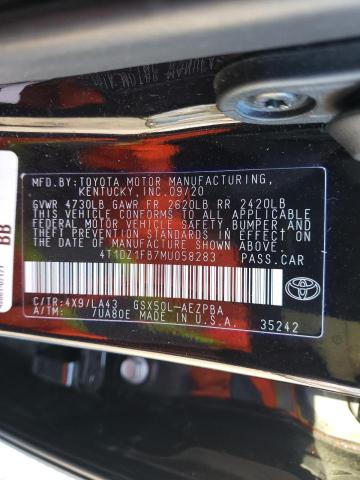 MFD.BY:TOYOTA MOTOR MANUFACTURING,
KENTUCKY,INC.09/20
GVWR 4730LB GAWR FR 2620LB RR 2420LB
THIS VEHICLE CONFORMS TO ALL APPLICABLE
FEDERAL MOTOR VEHICLE SAFETY, BUMPER, AND
THEFT PREVENTION STANDARDS IN EFFECT ON
THE DATE OF MANUFACTURE SHOWN ABOVE.
4T1DZ1FB7MU058283 PASS.CAR
C/TR:4X9/LA43 GSX50L-AEZPBA
A/TM: 7UA80E MADE IN U.S.A. 35242
TOYOTA
BB